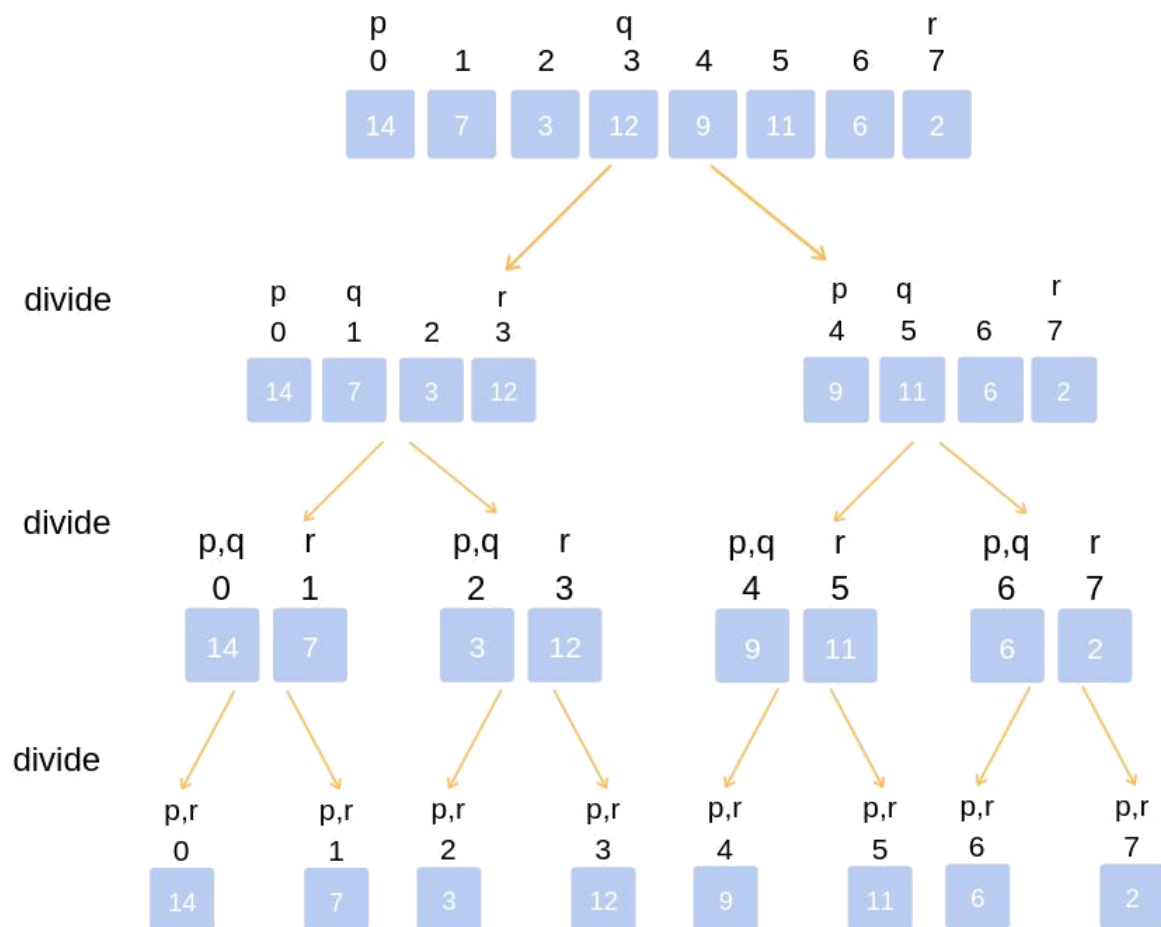 p q r
0 1 2 3 4 5 6 7
14 7 3 12 9 11 6 2
divide
p q r p q r
0 1 2 3 4 5 6 7
14 7 3 12 9 11 6 2
divide
p,q r p,q r p,q r p,q r
0 1 2 3 4 5 6 7
14 7 3 12 9 11 6 2
divide
p,r p,r p,r p,r p,r p,r p,r p,r
0 1 2 3 4 5 6 7
14 7 3 12 9 11 6 2